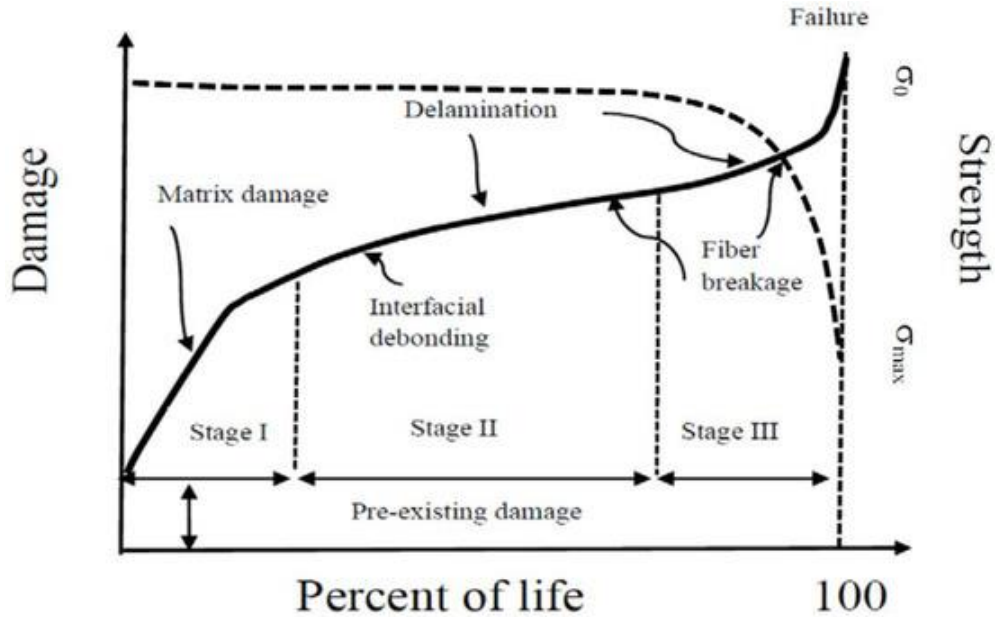 Failure
σ0
Delamination
Damage
Strength
Matrix damage
Fiber
breakage
Interfacial
debonding
σmax
Stage I
Stage II
Stage III
Pre-existing damage
Percent of life
100